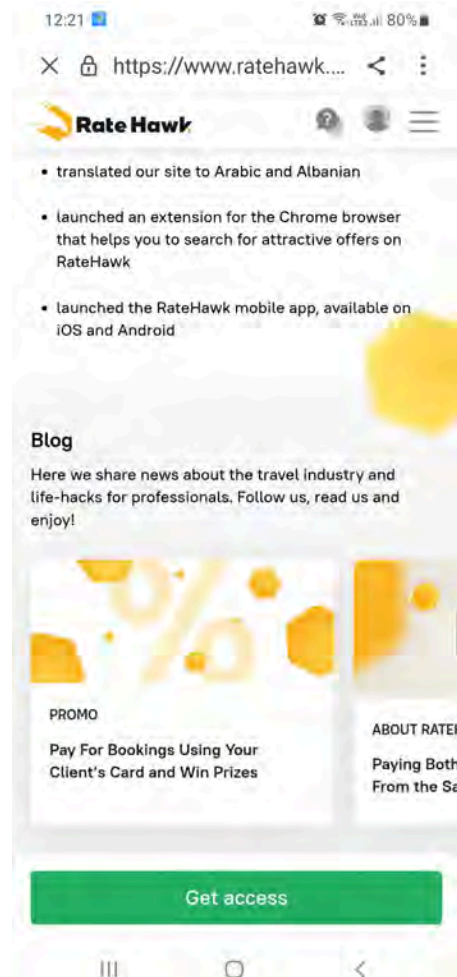 12:21
80%
https://www.ratehawk....
Rate Hawk
• translated our site to Arabic and Albanian
• launched an extension for the Chrome browser
that helps you to search for attractive offers on
RateHawk
• launched the RateHawk mobile app, available on
iOS and Android
Blog
Here we share news about the travel industry and
life-hacks for professionals. Follow us, read us and
enjoy!
PROMO
Pay For Bookings Using Your
Client's Card and Win Prizes
ABOUT RATEH
Paying Both
From the Sa
Get access